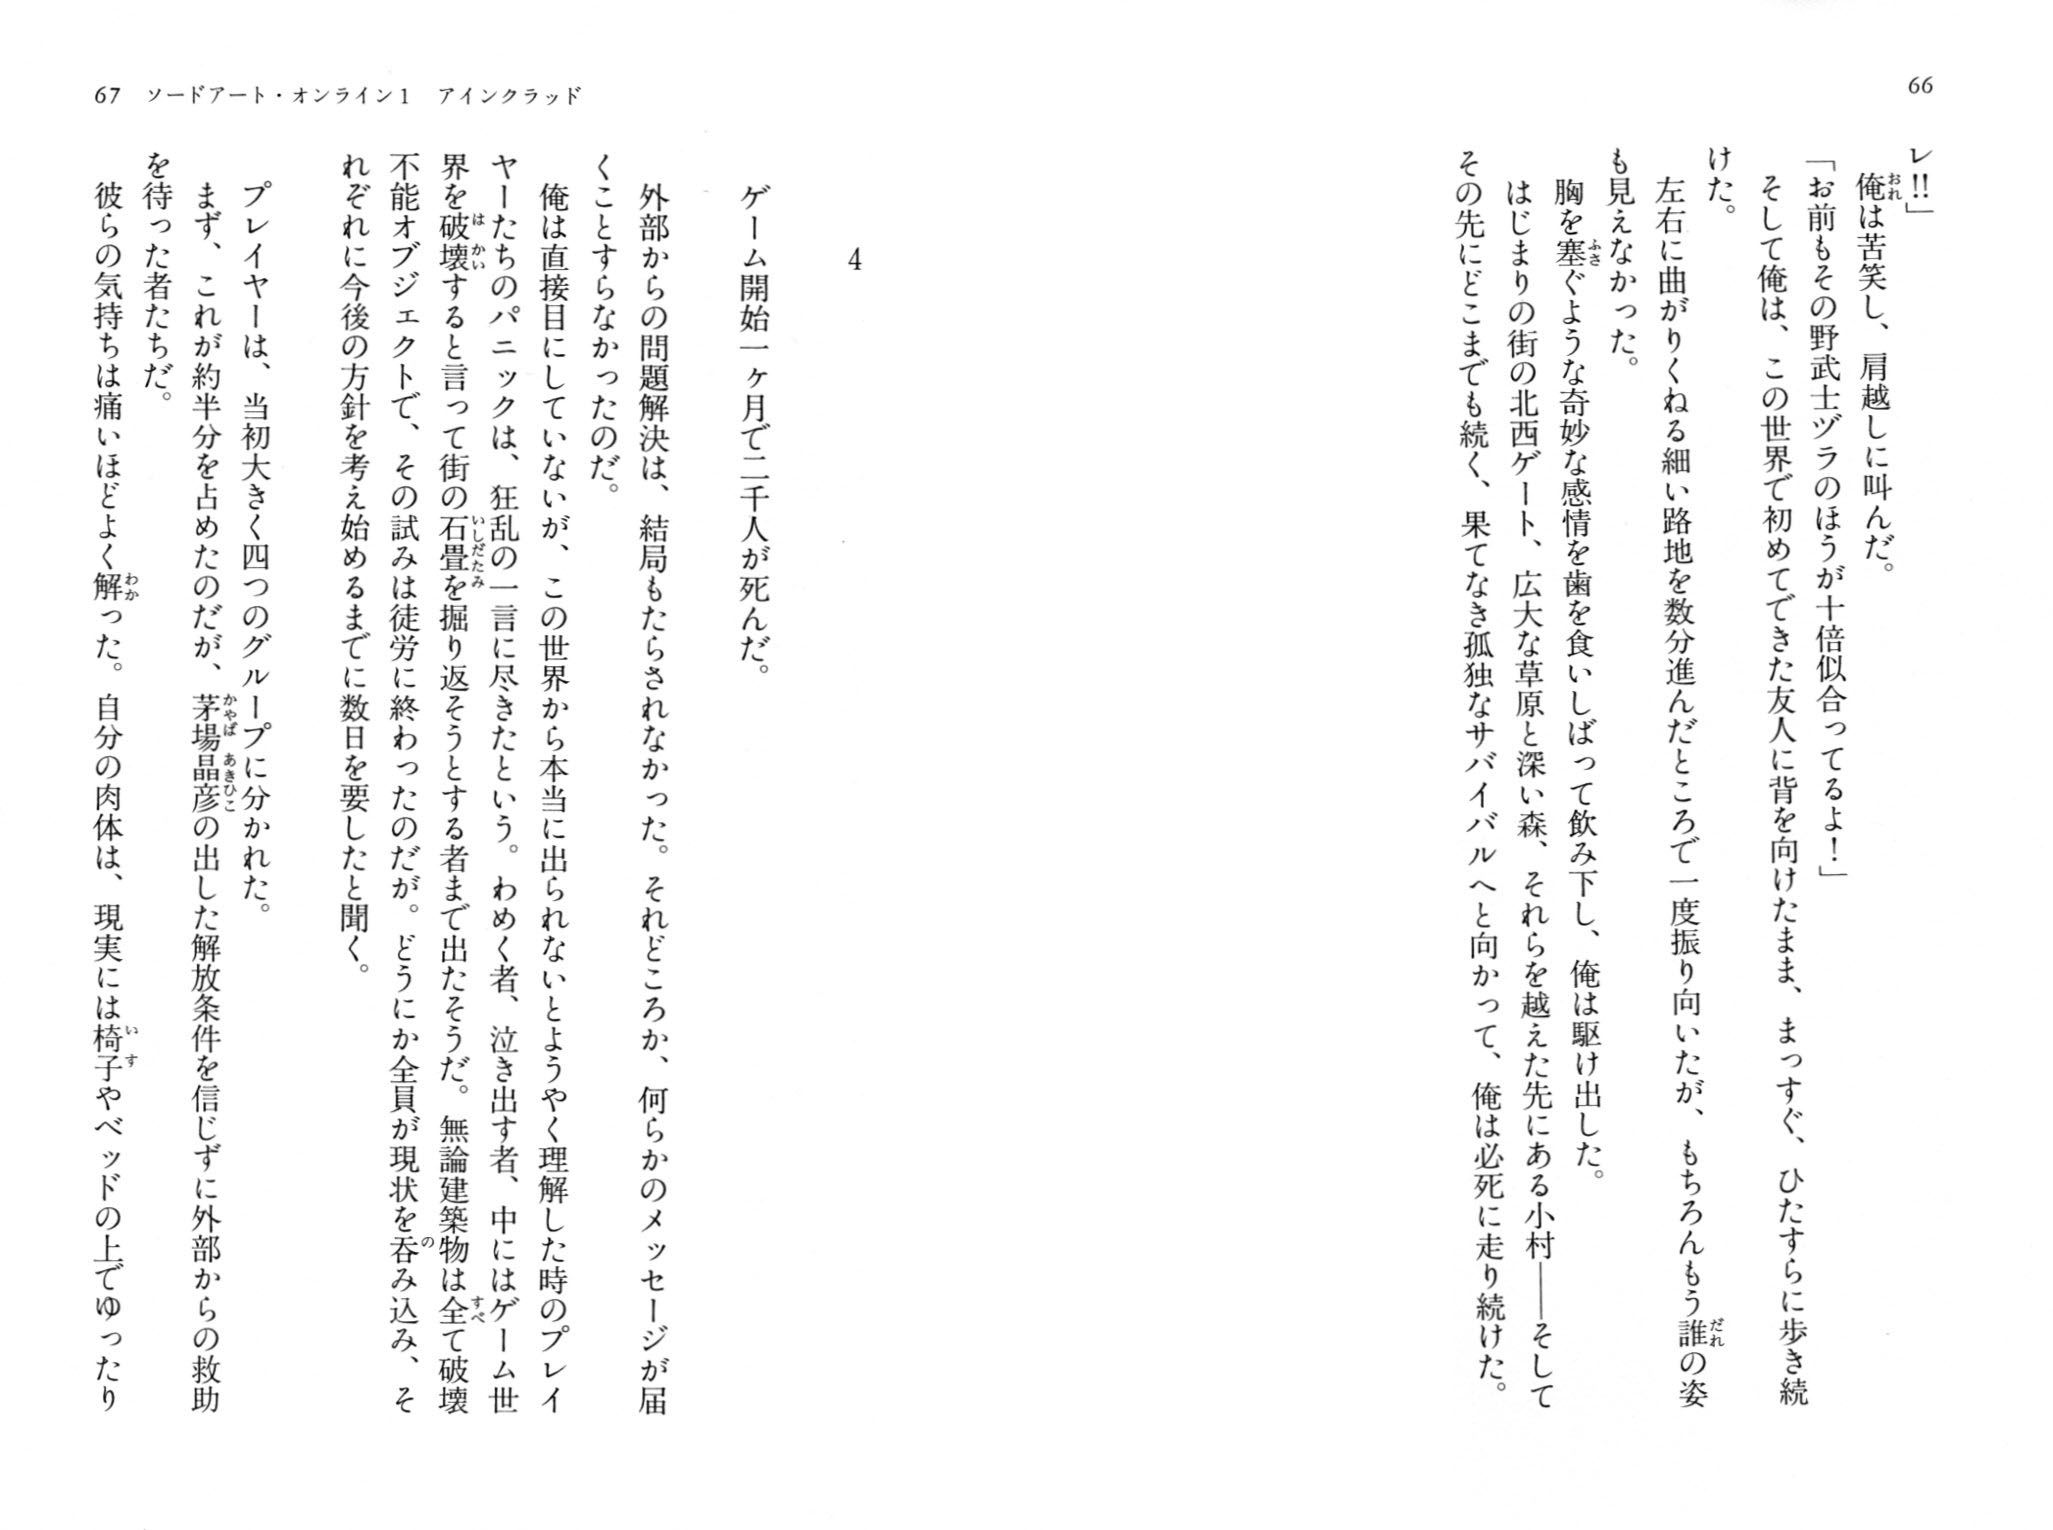 66
レ!!」
　俺は苦笑し、肩越しに叫んだ。
「お前もその野武士ヅラのほうが十倍似合ってるよ！」
　そして俺は、この世界で初めてできた友人に背を向けたまま、まっすぐ、ひたすらに歩き続
けた。
　左右に曲がりくねる細い路地を数分進んだところで一度振り向いたが、もちろんもう誰の姿
も見えなかった。
　胸を塞ぐような奇妙な感情を歯を食いしばって飲み下し、俺は駆け出した。
　はじまりの街の北西ゲート、広大な草原と深い森、それらを越えた先にある小村――そして
その先にどこまでも続く、果てなき孤独なサバイバルへと向かって、俺は必死に走り続けた。
67　ソードアート・オンライン1　アインクラッド
4
　ゲーム開始一ヶ月で二千人が死んだ。
　外部からの問題解決は、結局もたらされなかった。それどころか、何らかのメッセージが届
くことすらなかったのだ。
　俺は直接目にしていないが、この世界から本当に出られないとようやく理解した時のプレイ
ヤーたちのパニックは、狂乱の一言に尽きたという。わめく者、泣き出す者、中にはゲーム世
界を破壊すると言って街の石畳を掘り返そうとする者まで出たそうだ。無論建築物は全て破壊
不能オブジェクトで、その試みは徒労に終わったのだが。どうにか全員が現状を呑み込み、そ
れぞれに今後の方針を考え始めるまでに数日を要したと聞く。
　プレイヤーは、当初大きく四つのグループに分かれた。
　まず、これが約半分を占めたのだが、茅場晶彦の出した解放条件を信じずに外部からの救助
を待った者たちだ。
　彼らの気持ちは痛いほどよく解った。自分の肉体は、現実には椅子やベッドの上でゆったり